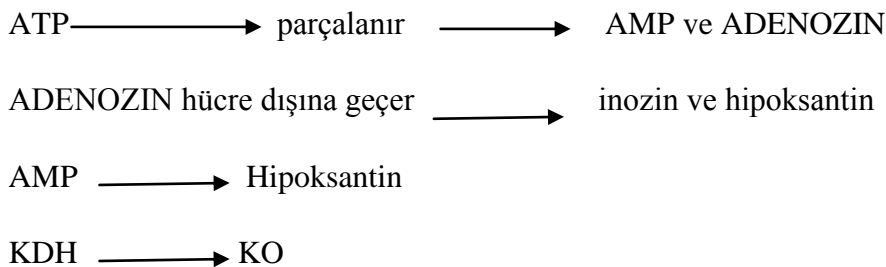 ATP parçalanır AMP ve ADENOZIN
ADENOZIN hücre dışına geçer inozin ve hipoksantin
AMP Hipoksantin
KDH KO